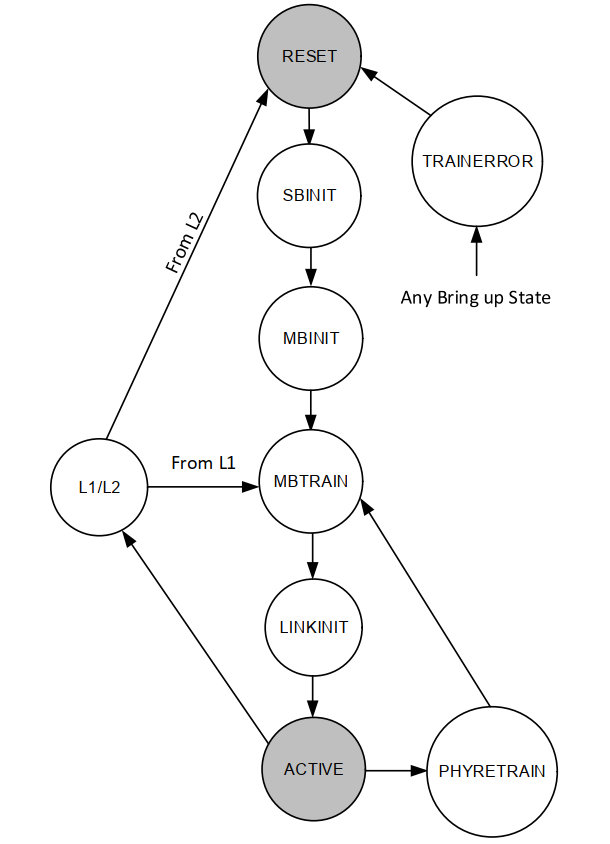 RESET
TRAINERROR
SBINIT
From L2
Any Bring up State
MBINIT
From L1
L1/L2
MBTRAIN
LINKINIT
ACTIVE
PHYRETRAIN